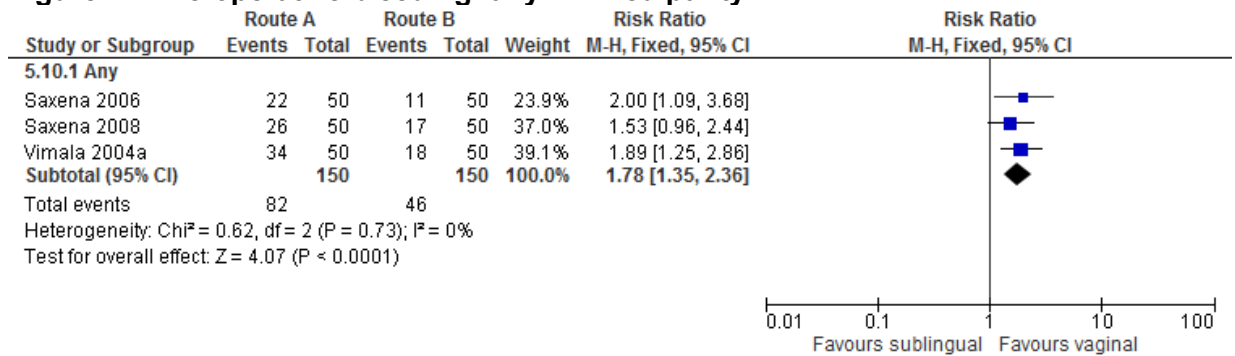 Route A Route B Risk Ratio Risk Ratio
Study or Subgroup Events Total Events Total Weight M-H, Fixed, 95% CI M-H, Fixed, 95% CI
5.10.1 Any
Saxena 2006 22 50 11 50 23.9% 2.00 [1.09, 3.68]
Saxena 2008 26 50 17 50 37.0% 1.53 [0.96, 2.44]
Vimala 2004a 34 50 18 50 39.1% 1.89 [1.25, 2.86]
Subtotal (95% CI) 150 150 100.0% 1.78 [1.35, 2.36]
Total events 82 46
Heterogeneity: Chi² = 0.62, df = 2 (P = 0.73); I² = 0%
Test for overall effect: Z = 4.07 (P < 0.0001)
0.01 0.1 1 10 100
Favours sublingual Favours vaginal